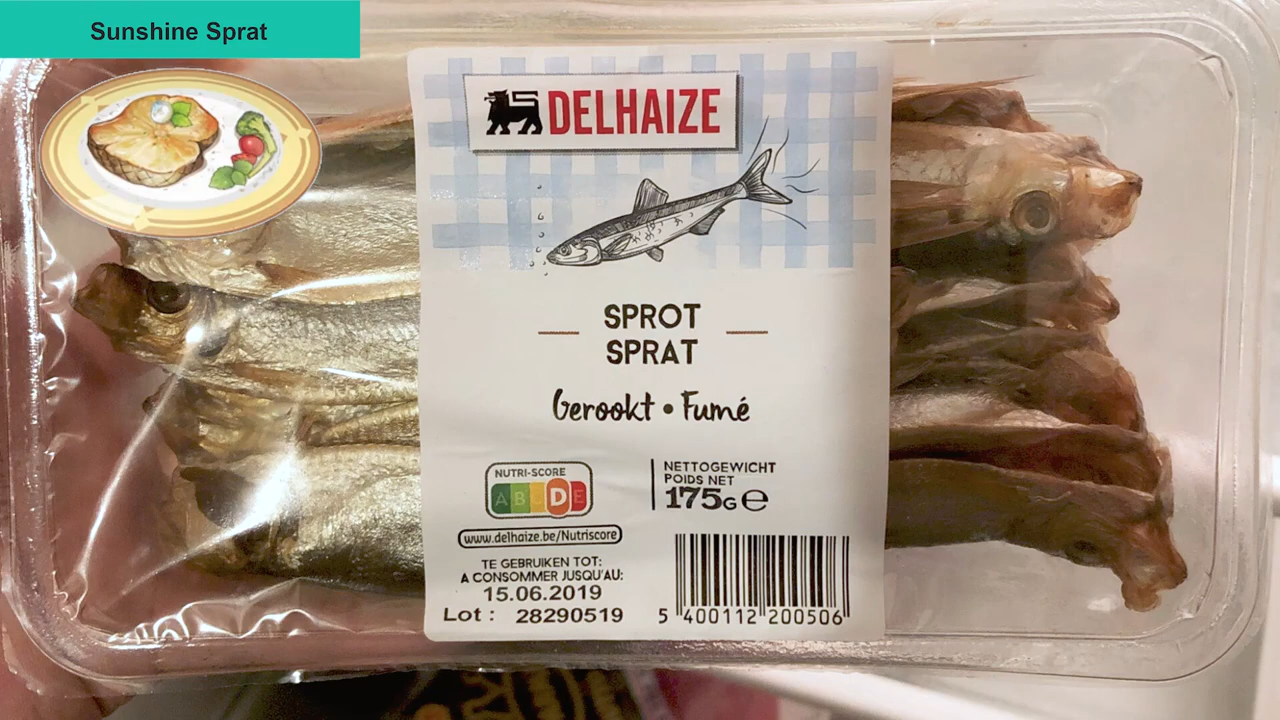 Sunshine Sprat
DELHAIZE
SPROT
SPRAT
Gerookt • Fumé
NUTRI-SCORE
A B C D E
www.delhaize.be/Nutriscore
NETTOGEWICHT
POIDS NET
175G e
TE GEBRUIKEN TOT:
A CONSOMMER JUSQU'AU:
15.06.2019
Lot : 28290519
5 400112 200506